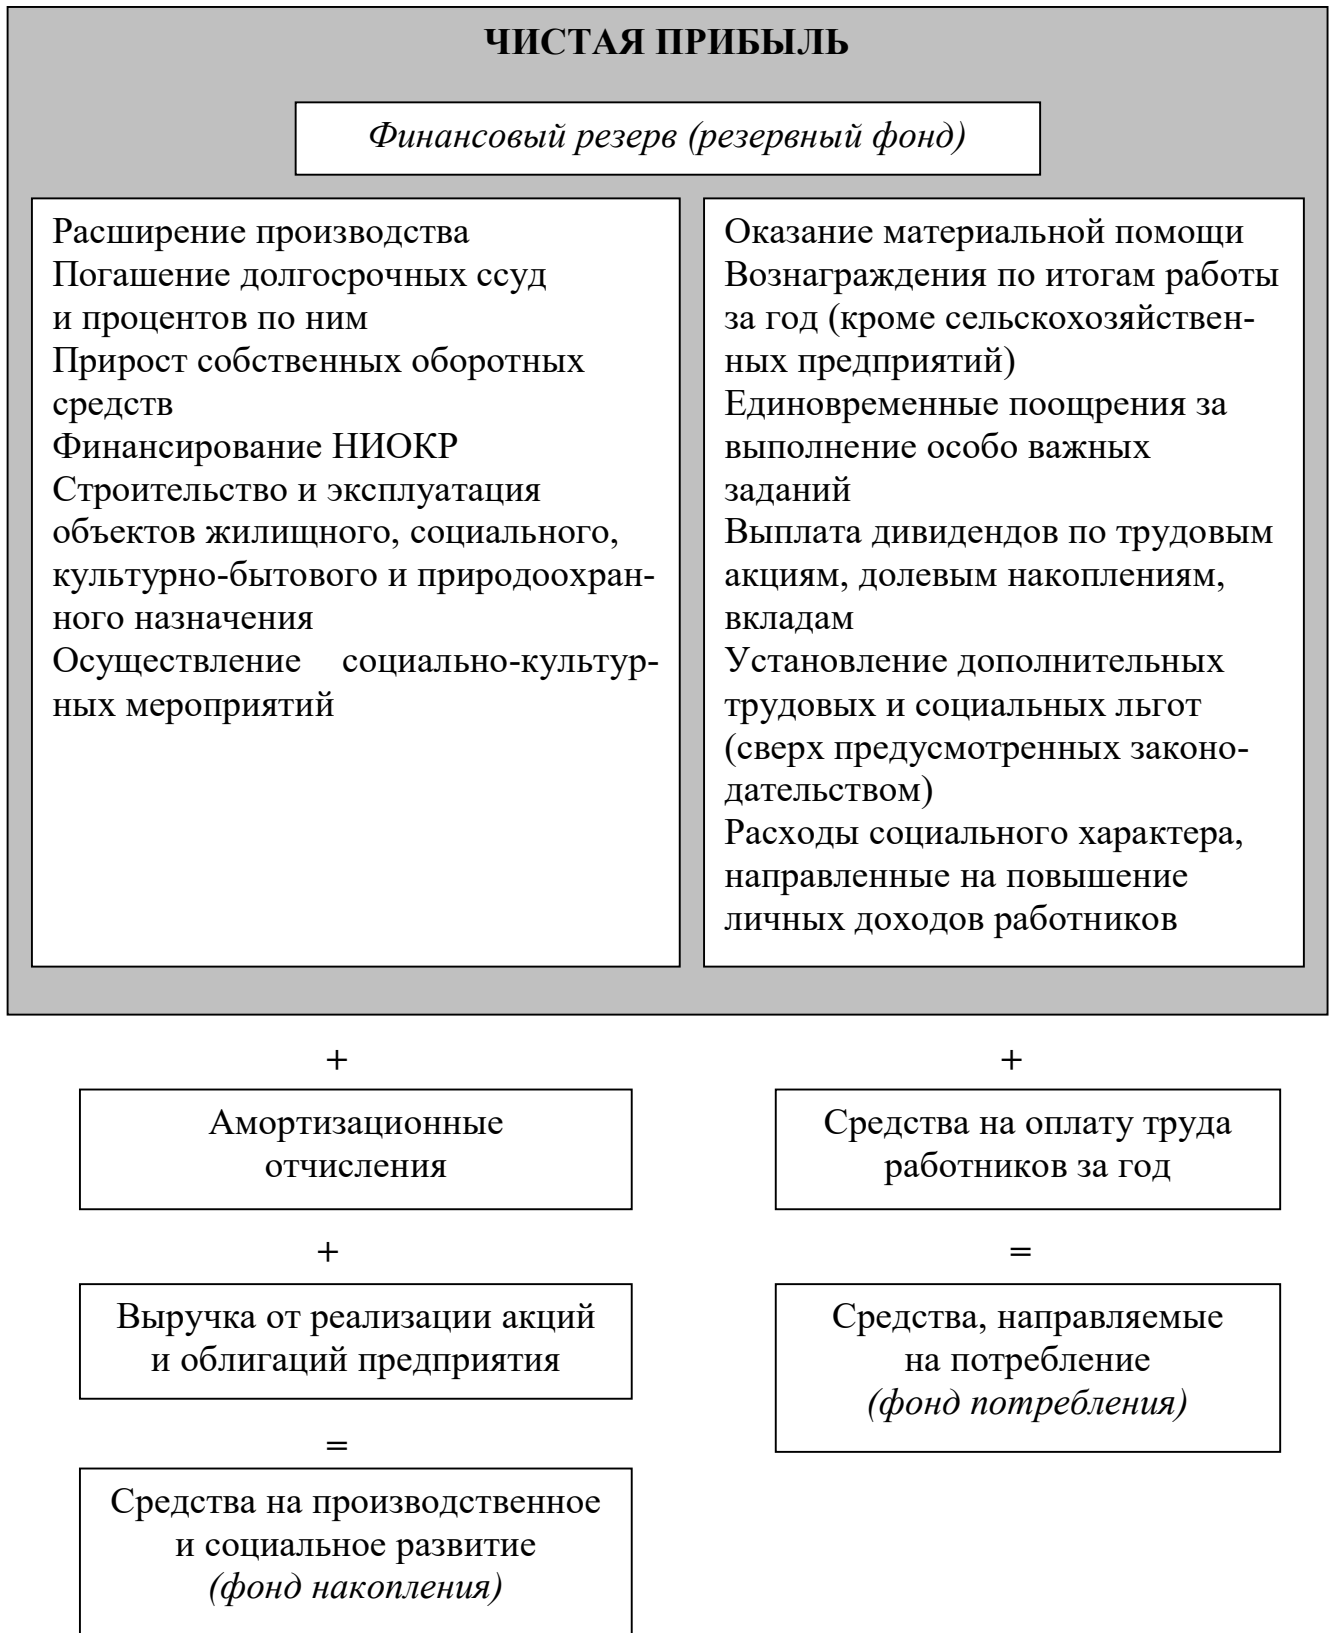 ЧИСТАЯ ПРИБЫЛЬ
Финансовый резерв (резервный фонд)
Расширение производства
Погашение долгосрочных ссуд
и процентов по ним
Прирост собственных оборотных
средств
Финансирование НИОКР
Строительство и эксплуатация
объектов жилищного, социального,
культурно-бытового и природоохран-
ного назначения
Осуществление социально-культур-
ных мероприятий
Оказание материальной помощи
Вознаграждения по итогам работы
за год (кроме сельскохозяйствен-
ных предприятий)
Единовременные поощрения за
выполнение особо важных
заданий
Выплата дивидендов по трудовым
акциям, долевым накоплениям,
вкладам
Установление дополнительных
трудовых и социальных льгот
(сверх предусмотренных законо-
дательством)
Расходы социального характера,
направленные на повышение
личных доходов работников
+
Амортизационные
отчисления
+
Выручка от реализации акций
и облигаций предприятия
=
Средства на производственное
и социальное развитие
(фонд накопления)
+
Средства на оплату труда
работников за год
=
Средства, направляемые
на потребление
(фонд потребления)